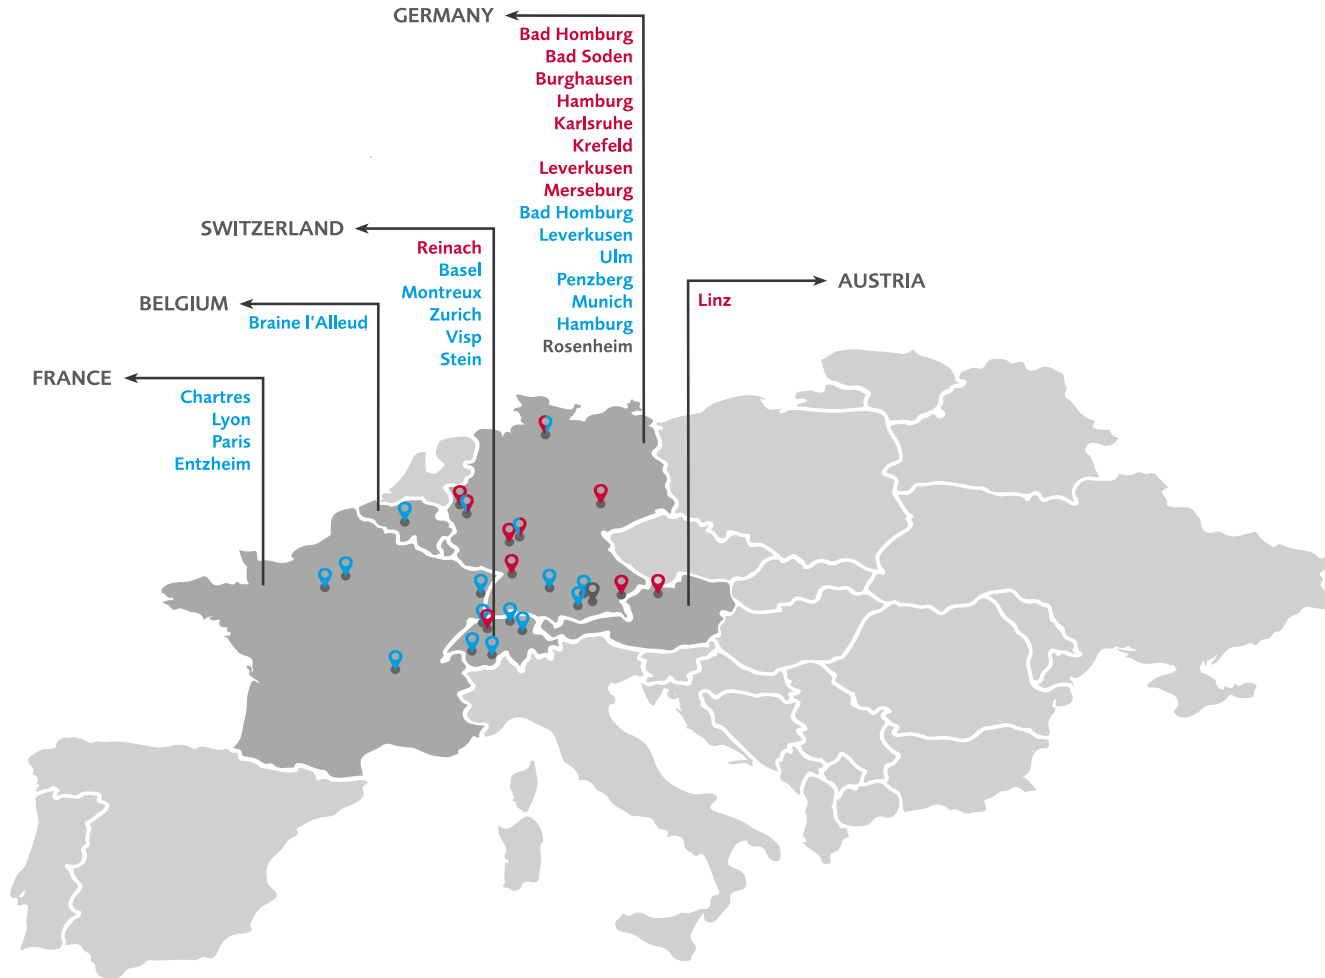 GERMANY
Bad Homburg
Bad Soden
Burghausen
Hamburg
Karlsruhe
Krefeld
Leverkusen
Merseburg
Bad Homburg
Leverkusen
Ulm
Penzberg
Munich
Hamburg
Rosenheim
SWITZERLAND
Reinach
Basel
Montreux
Zurich
Visp
Stein
AUSTRIA
Linz
BELGIUM
Braine l'Alleud
FRANCE
Chartres
Lyon
Paris
Entzheim